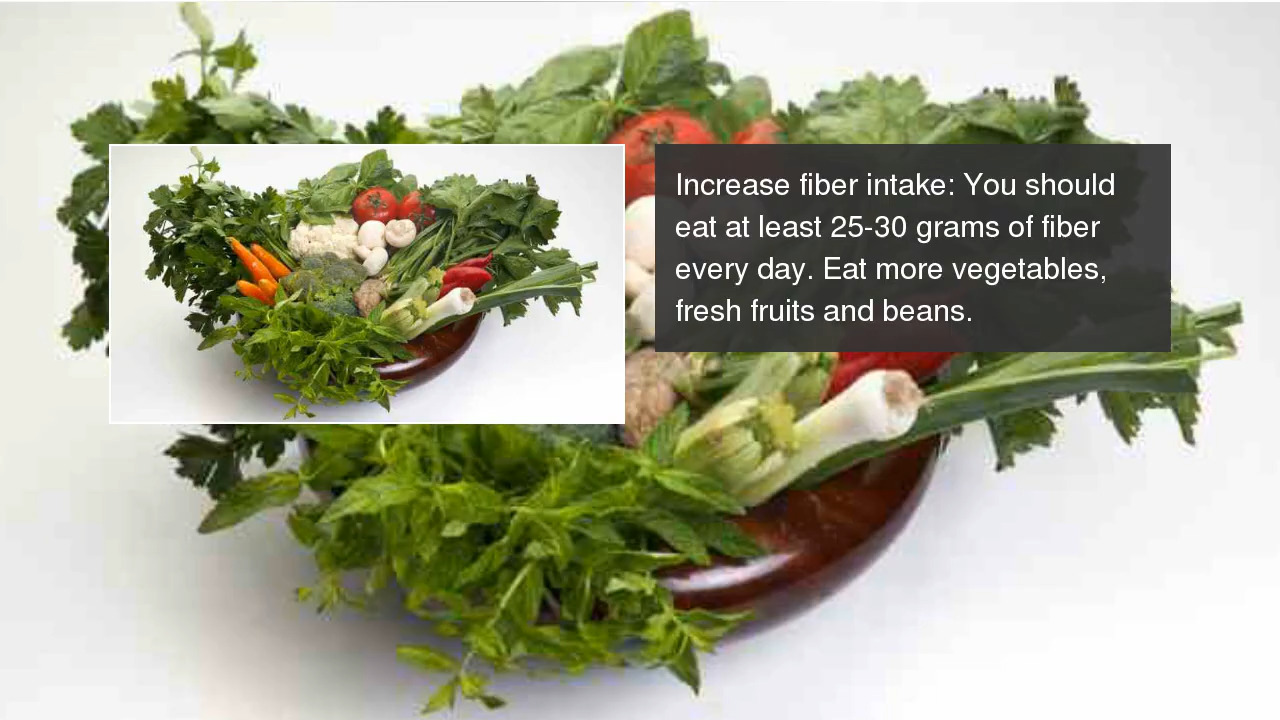 Increase fiber intake: You should
eat at least 25-30 grams of fiber
every day. Eat more vegetables,
fresh fruits and beans.